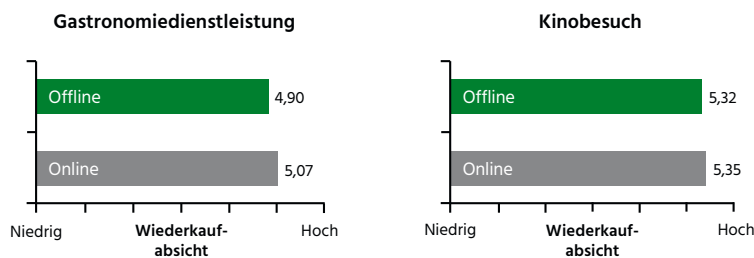 Gastronomiedienstleistung
Offline 4,90
Online 5,07
Niedrig Wiederkauf-
absicht Hoch
Kinobesuch
Offline 5,32
Online 5,35
Niedrig Wiederkauf-
absicht Hoch